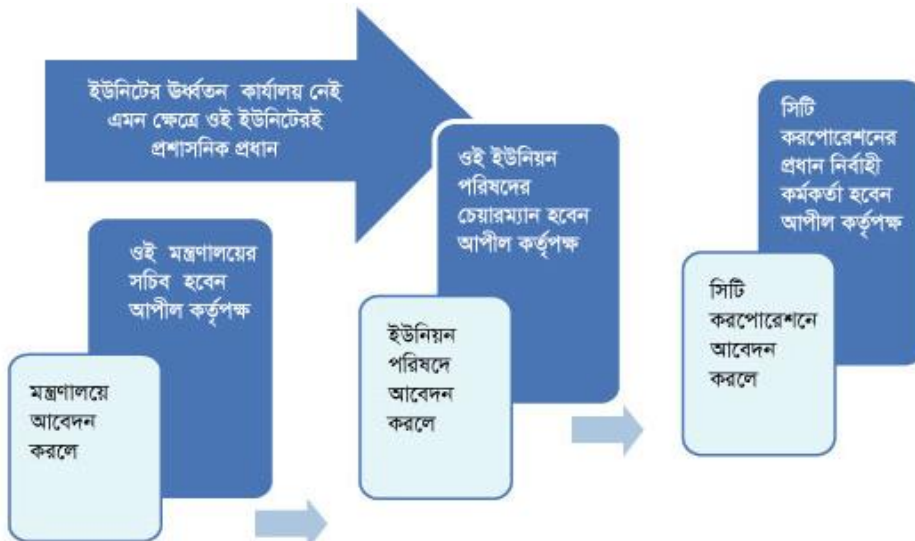 ইউনিটের ঊর্ধ্বতন কার্যালয় নেই
এমন ক্ষেত্রে ওই ইউনিটেরই
প্রশাসনিক প্রধান
ওই মন্ত্রণালয়ের
সচিব হবেন
আপীল কর্তৃপক্ষ
মন্ত্রণালয়ে
আবেদন
করলে
ওই ইউনিয়ন
পরিষদের
চেয়ারম্যান হবেন
আপীল কর্তৃপক্ষ
ইউনিয়ন
পরিষদে
আবেদন
করলে
সিটি
করপোরেশনের
প্রধান নির্বাহী
কর্মকর্তা হবেন
আপীল কর্তৃপক্ষ
সিটি
করপোরেশনে
আবেদন
করলে